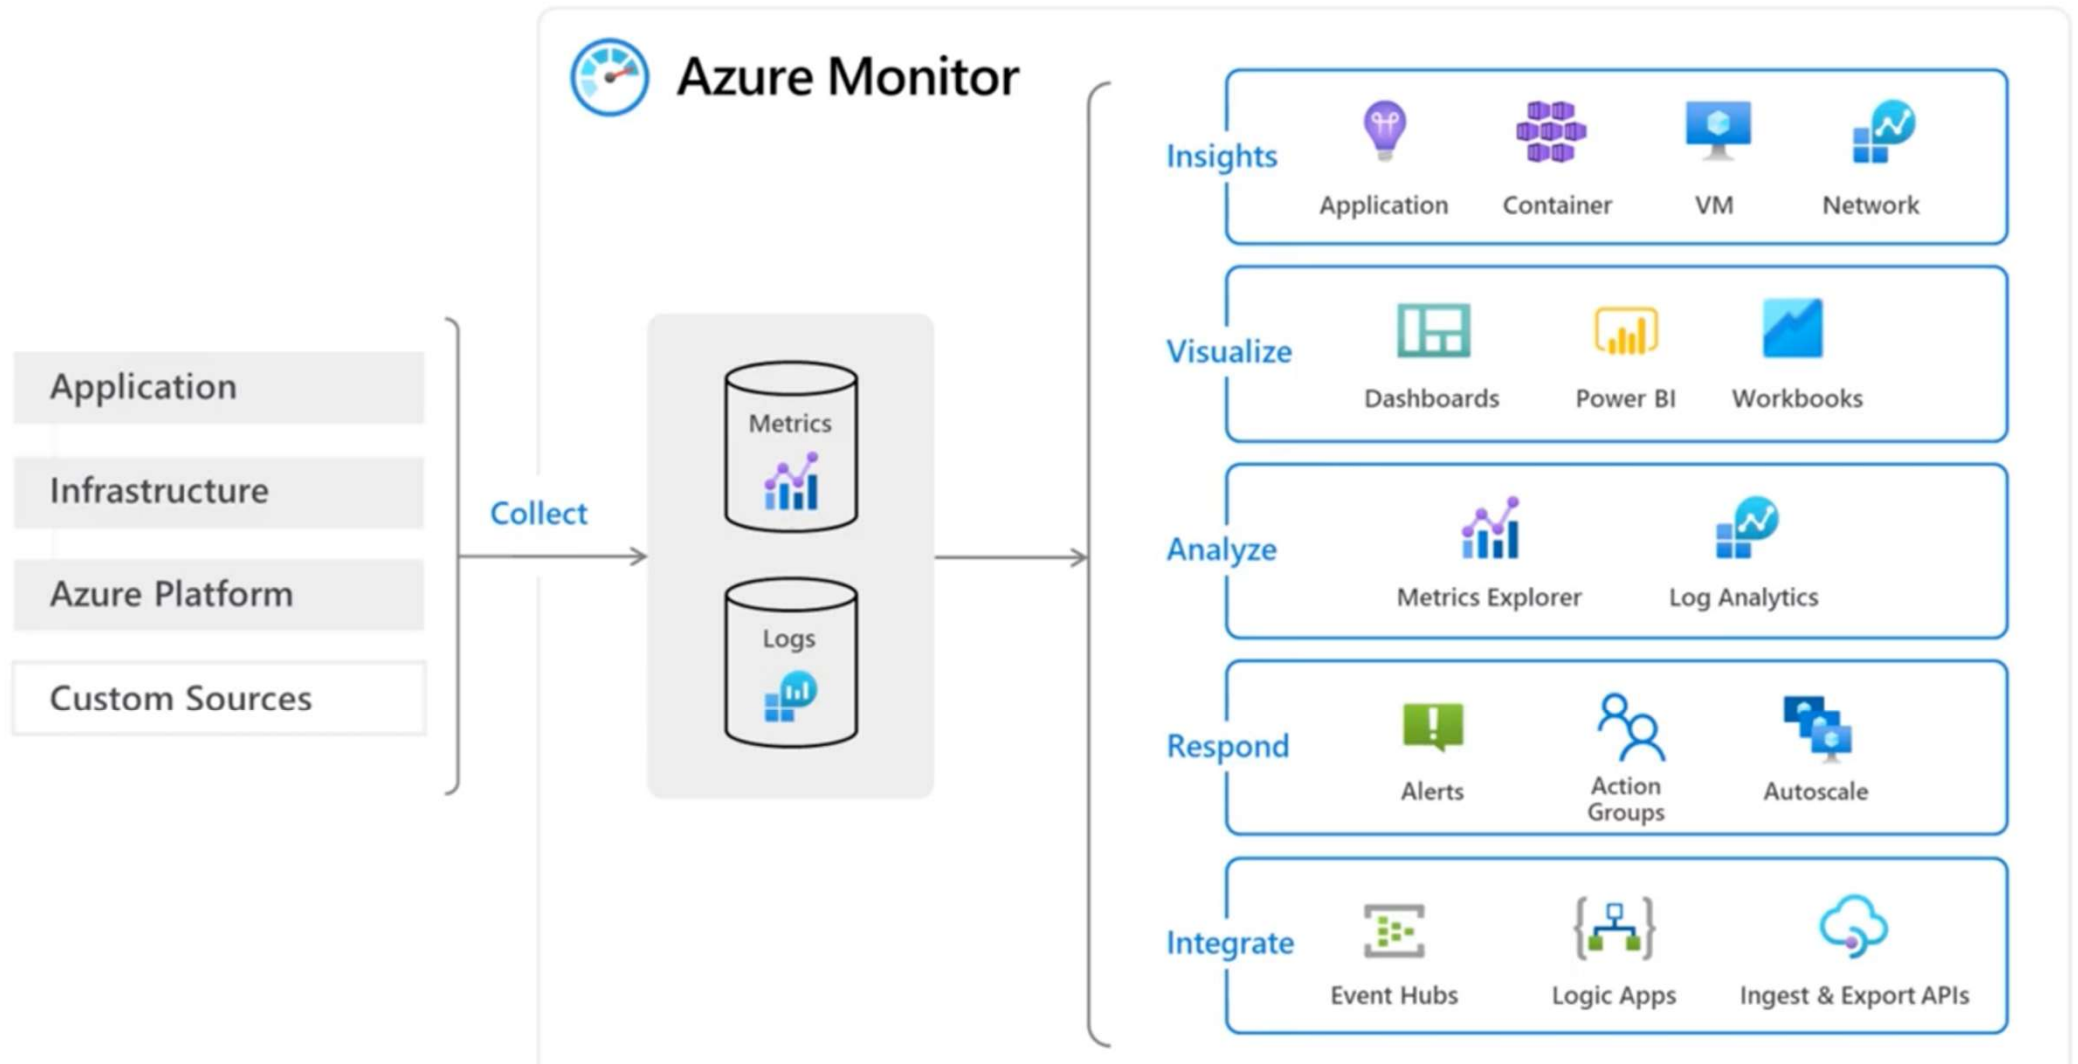 Azure Monitor
Application
Infrastructure
Azure Platform
Custom Sources
Collect
Metrics
Logs
Insights
Application
Container
VM
Network
Visualize
Dashboards
Power BI
Workbooks
Analyze
Metrics Explorer
Log Analytics
Respond
Alerts
Action
Groups
Autoscale
Integrate
Event Hubs
Logic Apps
Ingest & Export APIs